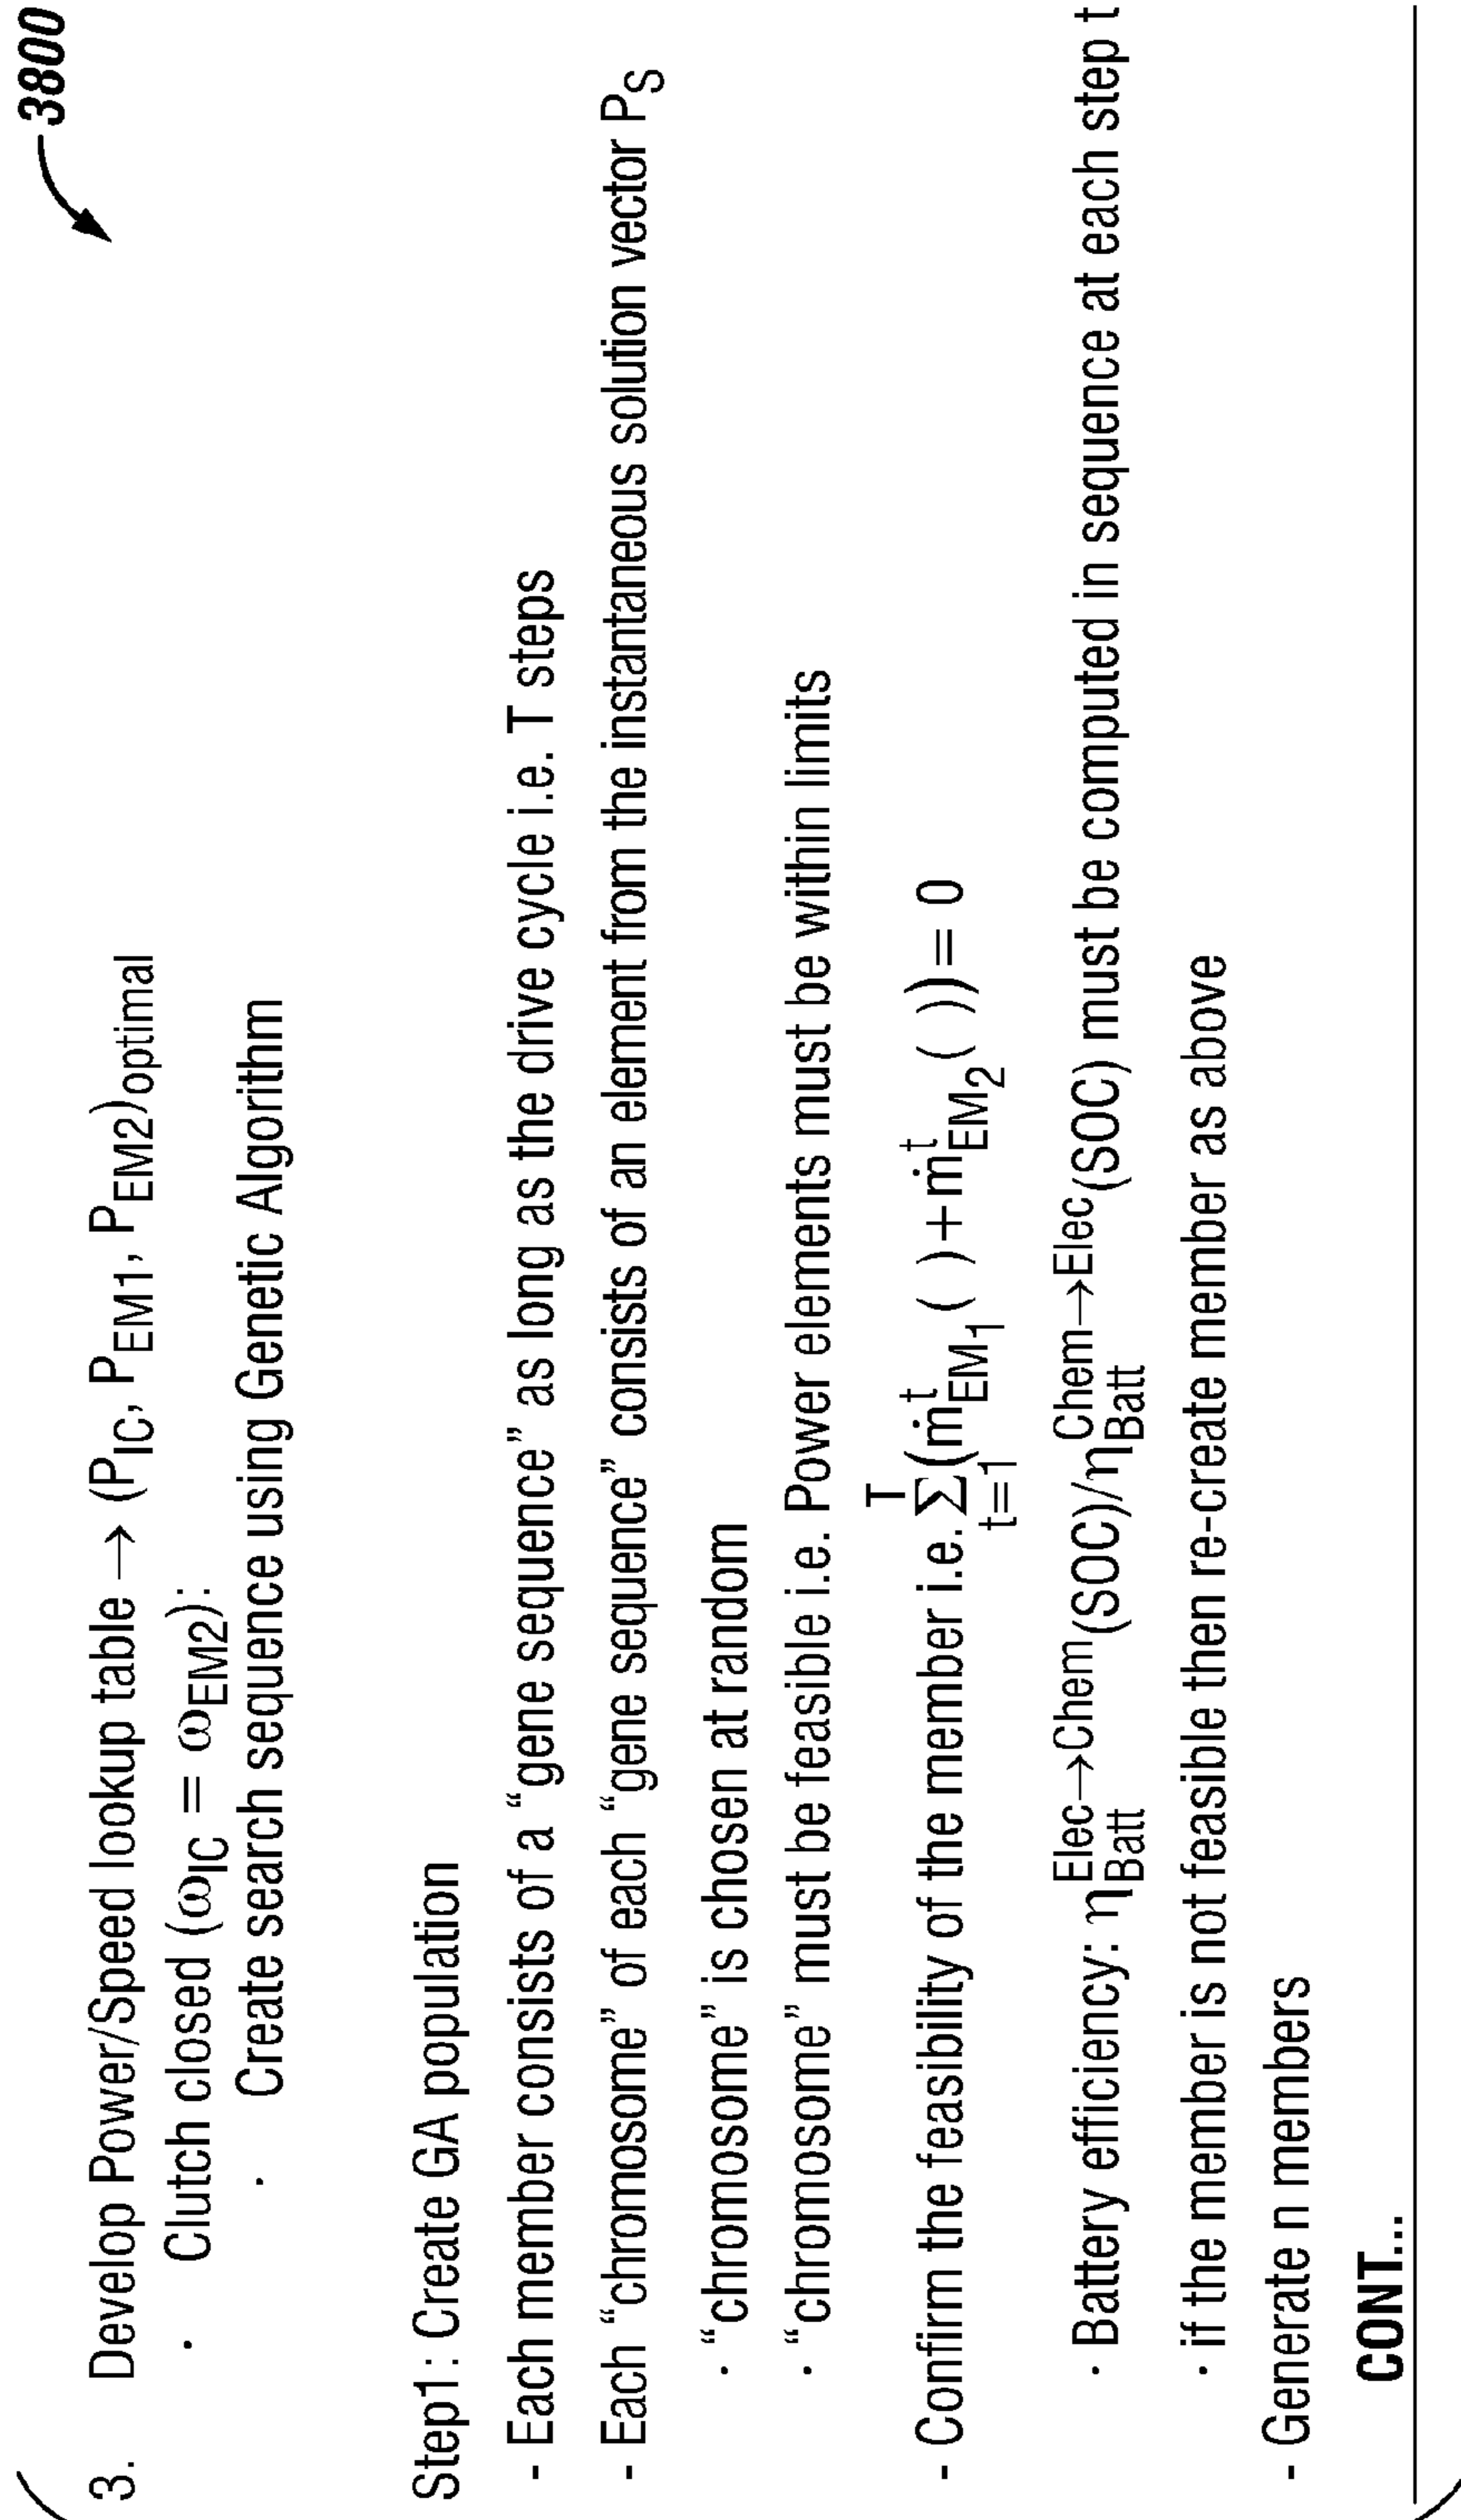 3800
3. Develop Power/Speed lookup table → (P_IC, P_EM1, P_EM2)optimal
· Clutch closed (ω_IC = ω_EM2):
· Create search sequence using Genetic Algorithm
Step1: Create GA population
- Each member consists of a “gene sequence” as long as the drive cycle i.e. T steps
- Each “chromosome” of each “gene sequence” consists of an element from the instantaneous solution vector P_S
· “chromosome” is chosen at random
· “chromosome” must be feasible i.e. Power elements must be within limits
- Confirm the feasibility of the member i.e. Σ_{t=1}^{T}(ṁ^t_{EM_1}( )+ṁ^t_{EM_2}( ))=0
· Battery efficiency: η_Batt^{Elec→Chem}(SOC)/η_Batt^{Chem→Elec}(SOC) must be computed in sequence at each step t
· if the member is not feasible then re-create member as above
- Generate n members
CONT...